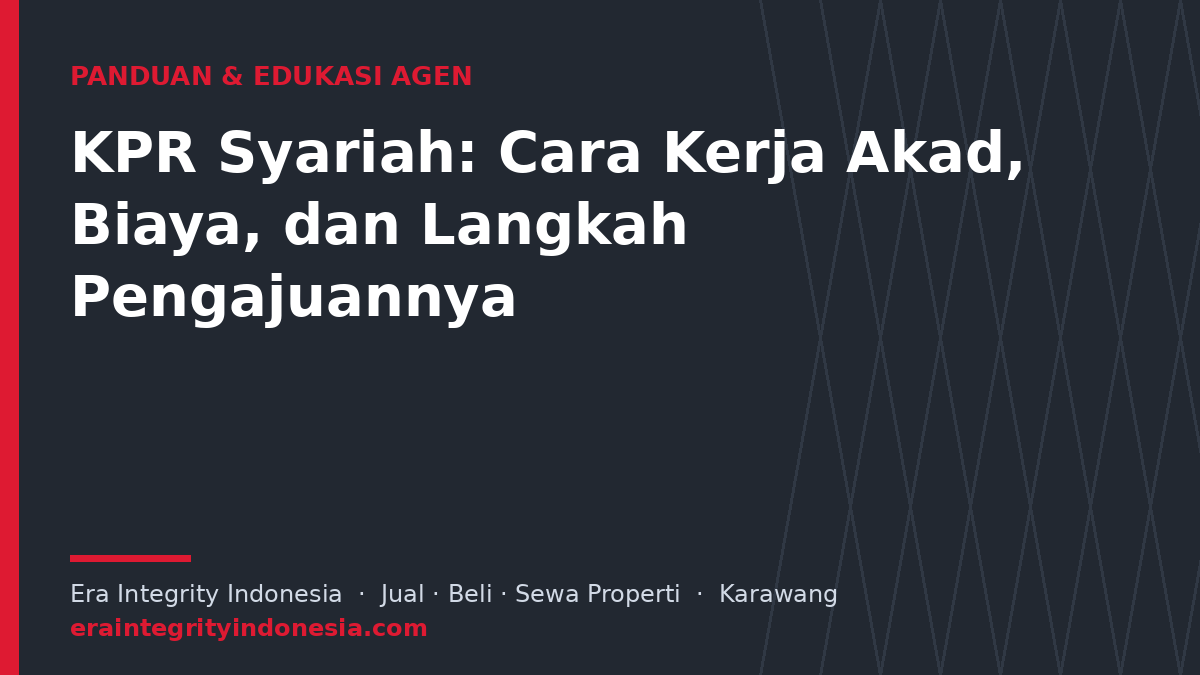 PANDUAN & EDUKASI AGEN
KPR Syariah: Cara Kerja Akad,
Biaya, dan Langkah
Pengajuannya
Era Integrity Indonesia · Jual · Beli · Sewa Properti · Karawang
eraintegrityindonesia.com